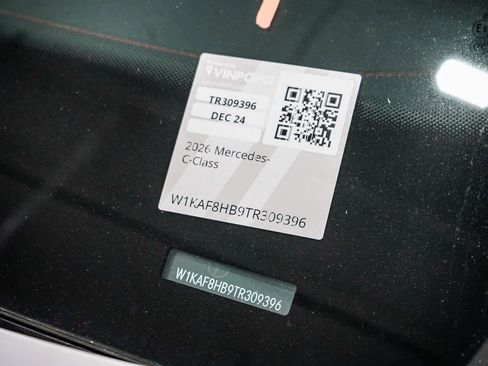 VINPOINT
TR309396
DEC 24
2026 Mercedes-
C-Class
W1KAF8HB9TR309396
W1KAF8HB9TR309396